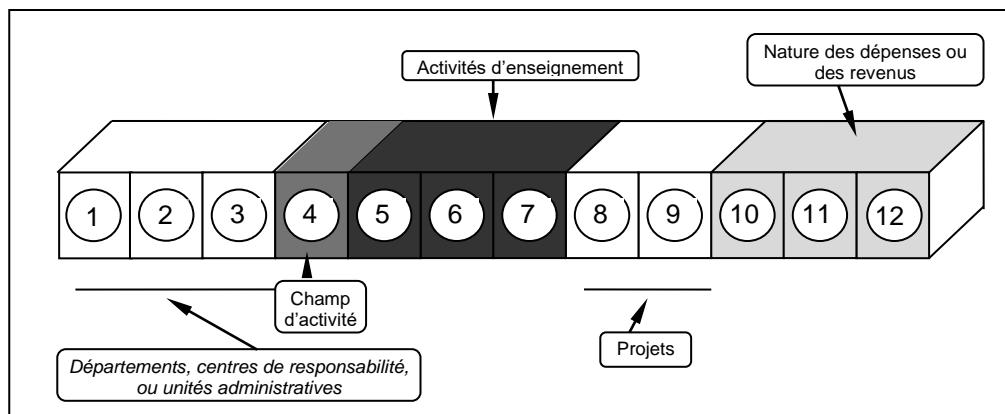 Activités d'enseignement
Nature des dépenses ou
des revenus
1 2 3 4 5 6 7 8 9 10 11 12
Champ
d'activité
Projets
Départements, centres de responsabilité,
ou unités administratives